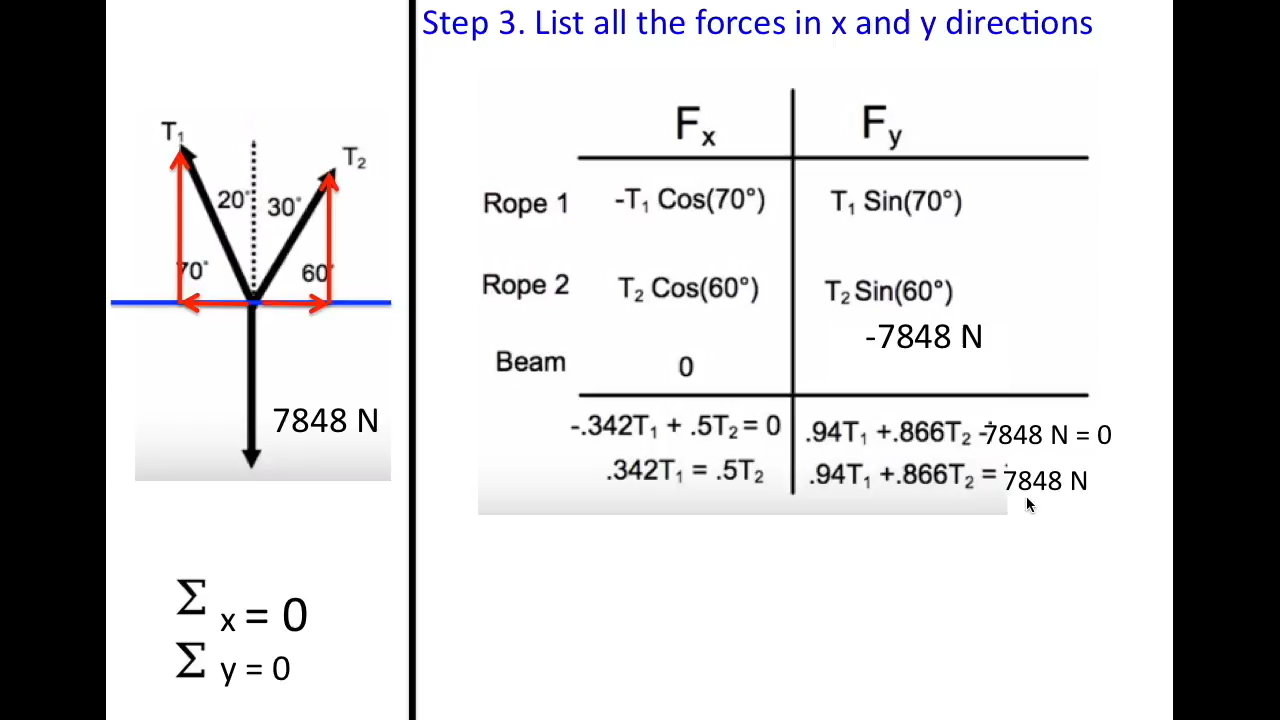 Step 3. List all the forces in x and y directions
T₁
T₂
20°
30°
70°
60°
7848 N
Σ x = 0
Σ y = 0
Fx Fy
Rope 1 -T₁ Cos(70°) T₁ Sin(70°)
Rope 2 T₂ Cos(60°) T₂ Sin(60°)
-7848 N
Beam 0
-.342T₁ + .5T₂ = 0 .94T₁ +.866T₂ -7848 N = 0
.342T₁ = .5T₂ .94T₁ +.866T₂ = 7848 N